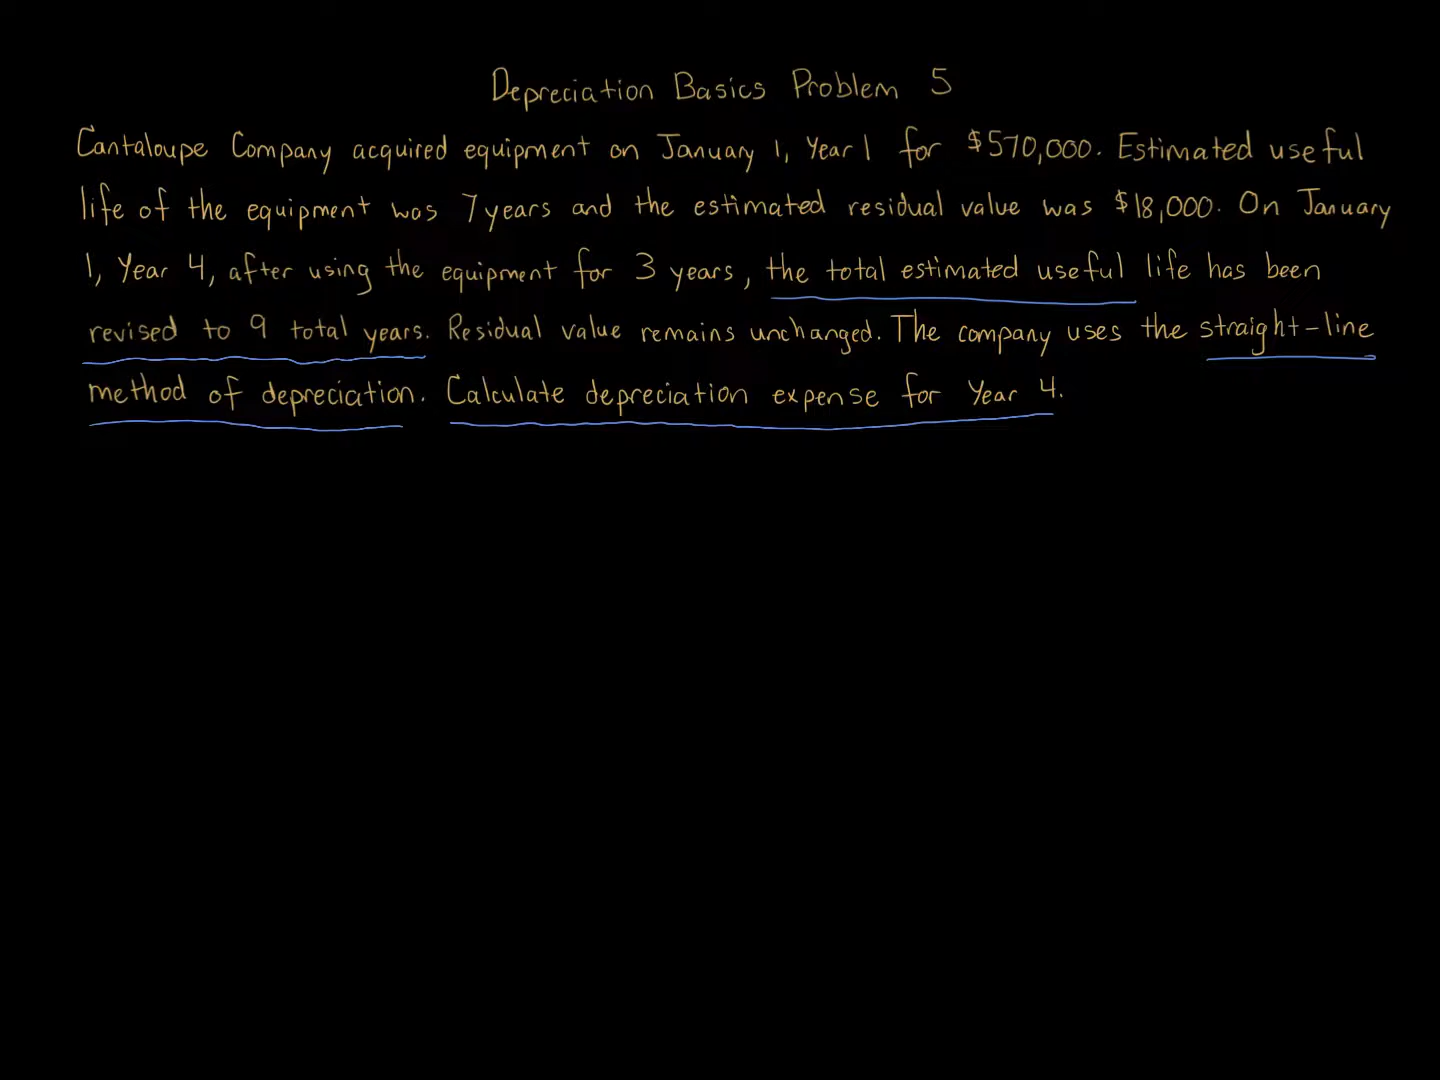 Depreciation Basics Problem 5
Cantaloupe Company acquired equipment on January 1, Year 1 for $570,000. Estimated useful
life of the equipment was 7 years and the estimated residual value was $18,000. On January
1, Year 4, after using the equipment for 3 years, the total estimated useful life has been
revised to 9 total years. Residual value remains unchanged. The company uses the straight-line
method of depreciation. Calculate depreciation expense for Year 4.